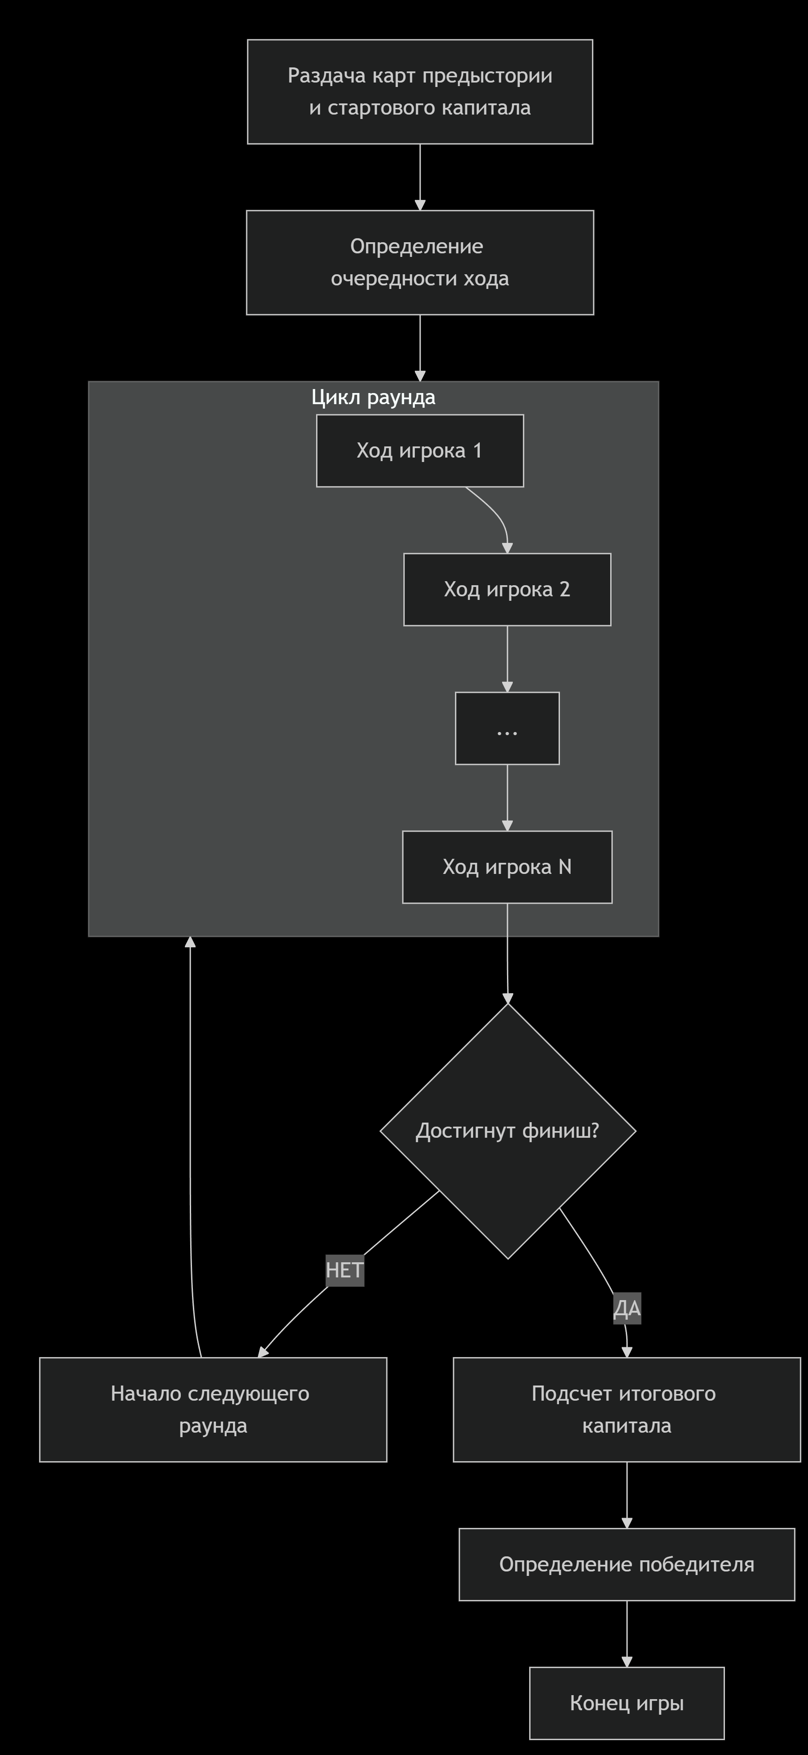 Раздача карт предыстории
и стартового капитала
Определение
очередности хода
Цикл раунда
Ход игрока 1
Ход игрока 2
...
Ход игрока N
Достигнут финиш?
НЕТ
ДА
Начало следующего
раунда
Подсчет итогового
капитала
Определение победителя
Конец игры